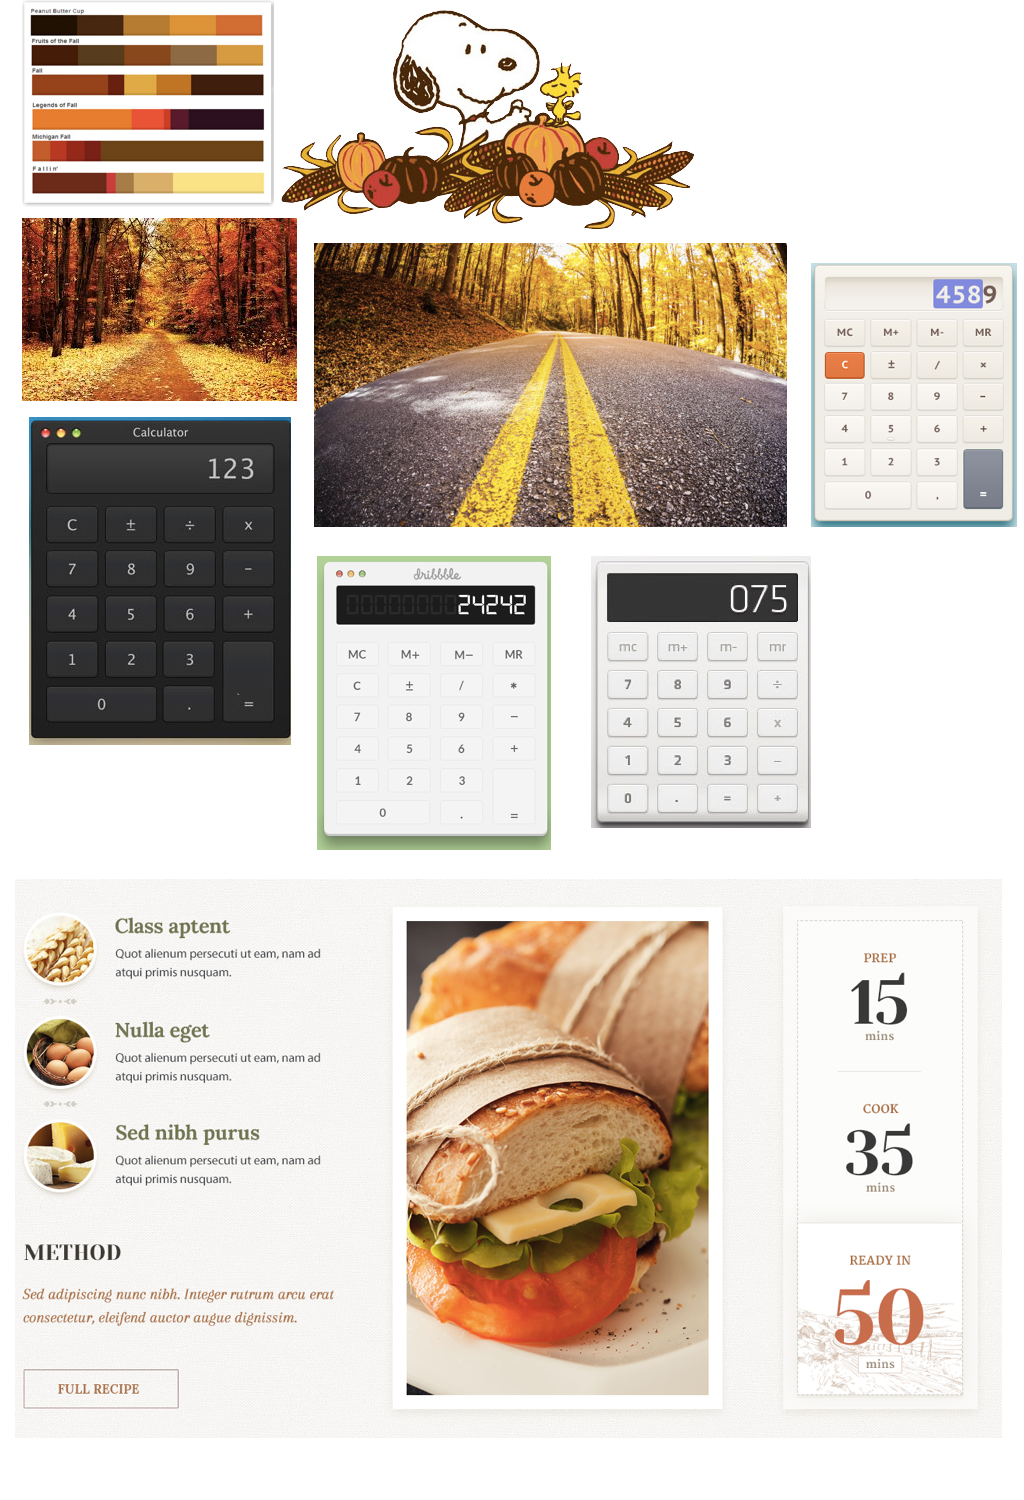 Peanut Butter Cup
Fruits of the Fall
Fall
Legends of Fall
Michigan Fall
Fallin'
4589
MC M+ M- MR
C ± / ×
7 8 9 −
4 5 6 +
1 2 3
0 , =
Calculator
123
C ± ÷ x
7 8 9 −
4 5 6 +
1 2 3
0 . =
dribbble
24242
MC M+ M− MR
C ± / *
7 8 9 −
4 5 6 +
1 2 3
0 . =
075
mc m+ m- mr
7 8 9 ÷
4 5 6 x
1 2 3 −
0 . = +
Class aptent
Quot alienum persecuti ut eam, nam ad
atqui primis nusquam.
Nulla eget
Quot alienum persecuti ut eam, nam ad
atqui primis nusquam.
Sed nibh purus
Quot alienum persecuti ut eam, nam ad
atqui primis nusquam.
METHOD
Sed adipiscing nunc nibh. Integer rutrum arcu erat
consectetur, eleifend auctor augue dignissim.
FULL RECIPE
PREP
15
mins
COOK
35
mins
READY IN
50
mins